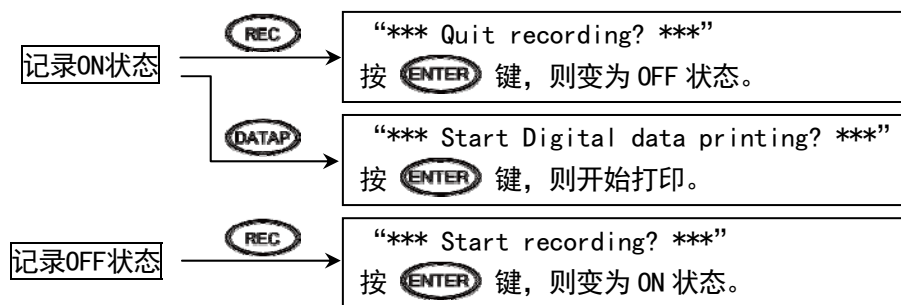 REC
“*** Quit recording? ***”
记录ON状态
按 ENTER 键，则变为 OFF 状态。
DATAP
“*** Start Digital data printing? ***”
按 ENTER 键，则开始打印。
REC
“*** Start recording? ***”
记录OFF状态
按 ENTER 键，则变为 ON 状态。